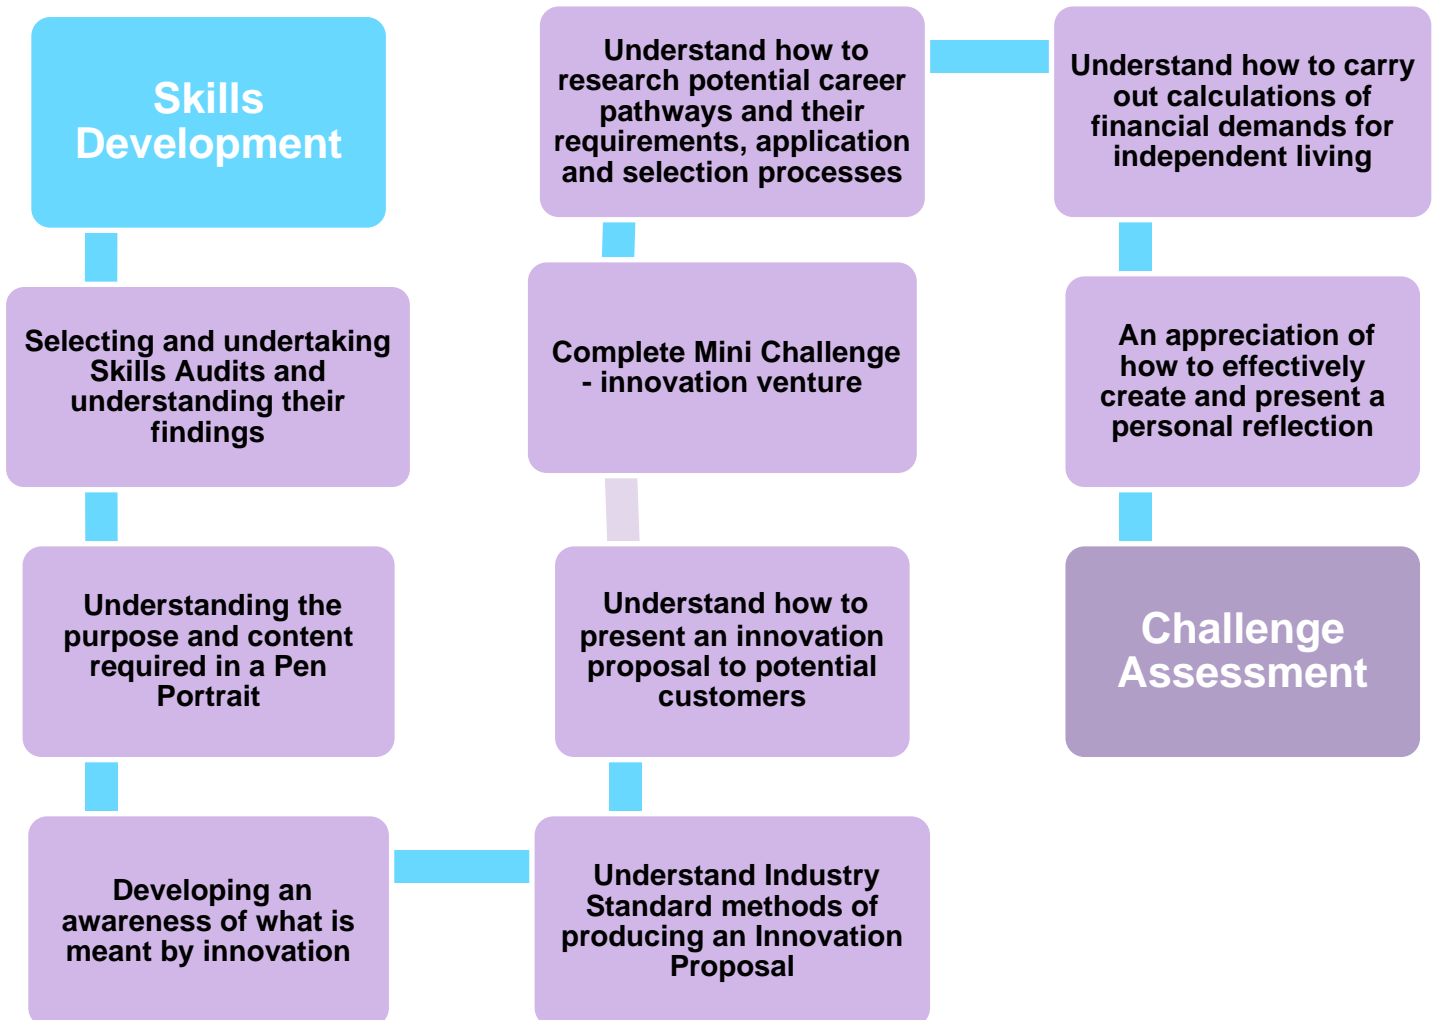 Skills
Development
Selecting and undertaking
Skills Audits and
understanding their
findings
Understanding the
purpose and content
required in a Pen
Portrait
Developing an
awareness of what is
meant by innovation
Understand Industry
Standard methods of
producing an Innovation
Proposal
Understand how to
present an innovation
proposal to potential
customers
Complete Mini Challenge
- innovation venture
Understand how to
research potential career
pathways and their
requirements, application
and selection processes
Understand how to carry
out calculations of
financial demands for
independent living
An appreciation of
how to effectively
create and present a
personal reflection
Challenge
Assessment